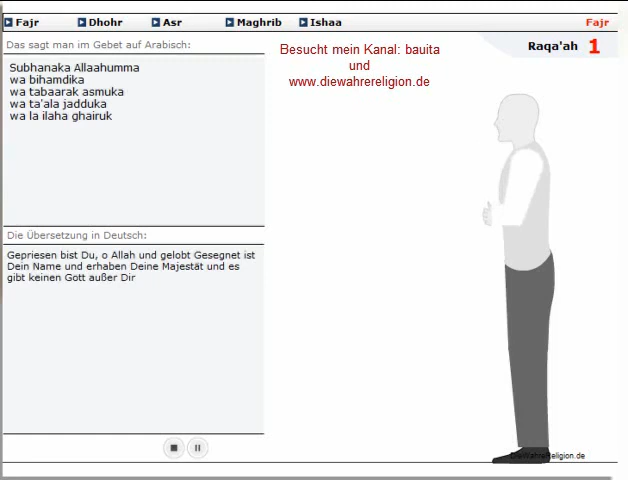 Fajr Dhohr Asr Maghrib Ishaa Fajr
Das sagt man im Gebet auf Arabisch:
Subhanaka Allaahumma
wa bihamdika
wa tabaarak asmuka
wa ta'ala jadduka
wa la ilaha ghairuk
Die Übersetzung in Deutsch:
Gepriesen bist Du, o Allah und gelobt Gesegnet ist
Dein Name und erhaben Deine Majestät und es
gibt keinen Gott außer Dir
Besucht mein Kanal: bauita
und
www.diewahrereligion.de
Raqa'ah 1
DieWahreReligion.de